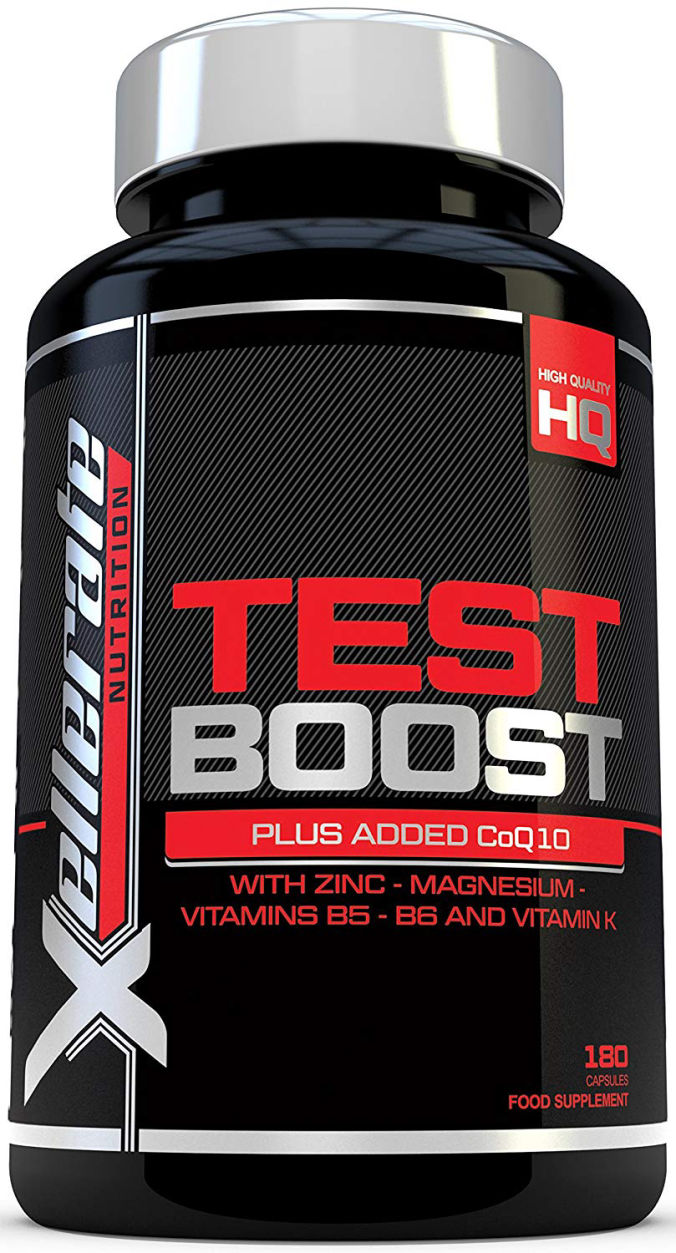 HIGH QUALITY
HQ
Xellerate
NUTRITION
TEST
BOOST
PLUS ADDED CoQ10
WITH ZINC - MAGNESIUM -
VITAMINS B5 - B6 AND VITAMIN K
180
CAPSULES
FOOD SUPPLEMENT